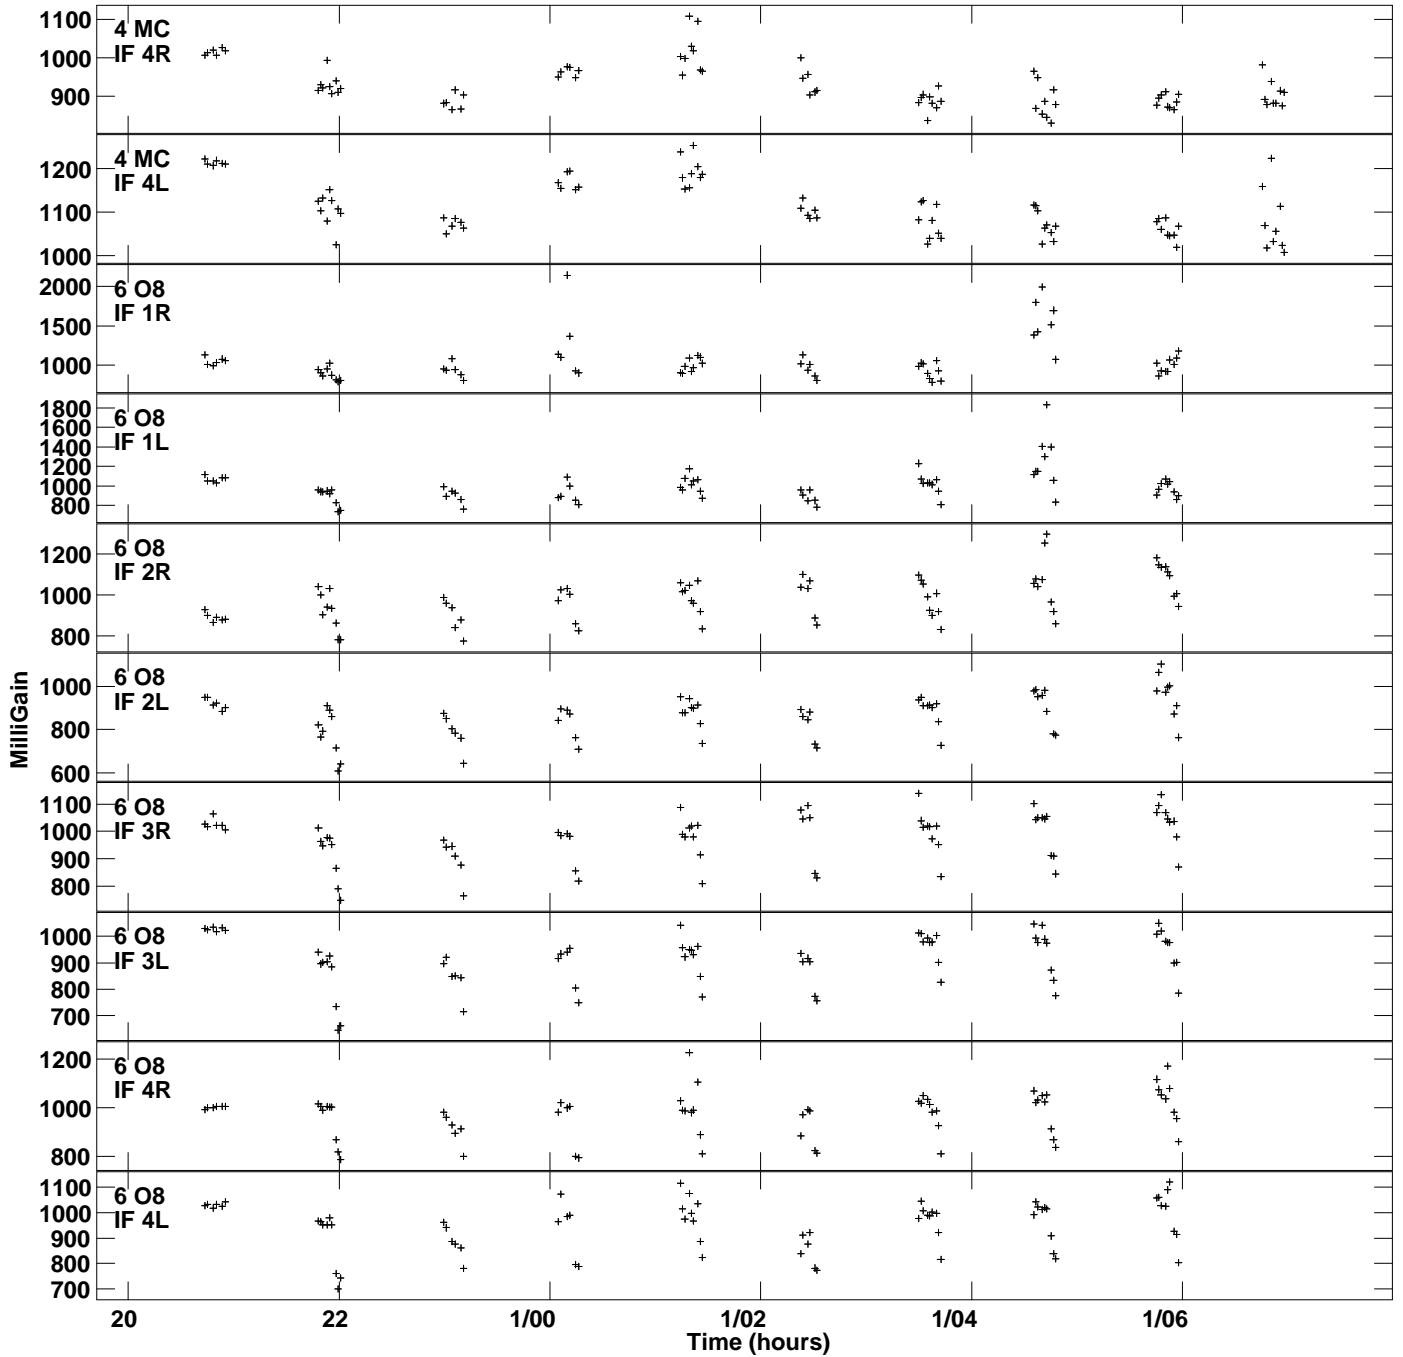 4 MC
IF 4R
1100
1000
900
4 MC
IF 4L
1200
1100
1000
6 O8
IF 1R
2000
1500
1000
6 O8
IF 1L
1800
1600
1400
1200
1000
800
6 O8
IF 2R
1200
1000
800
6 O8
IF 2L
1000
800
600
6 O8
IF 3R
1100
1000
900
800
6 O8
IF 3L
1000
900
800
700
6 O8
IF 4R
1200
1000
800
6 O8
IF 4L
1100
1000
900
800
700
MilliGain
20 22 1/00 1/02 1/04 1/06
Time (hours)